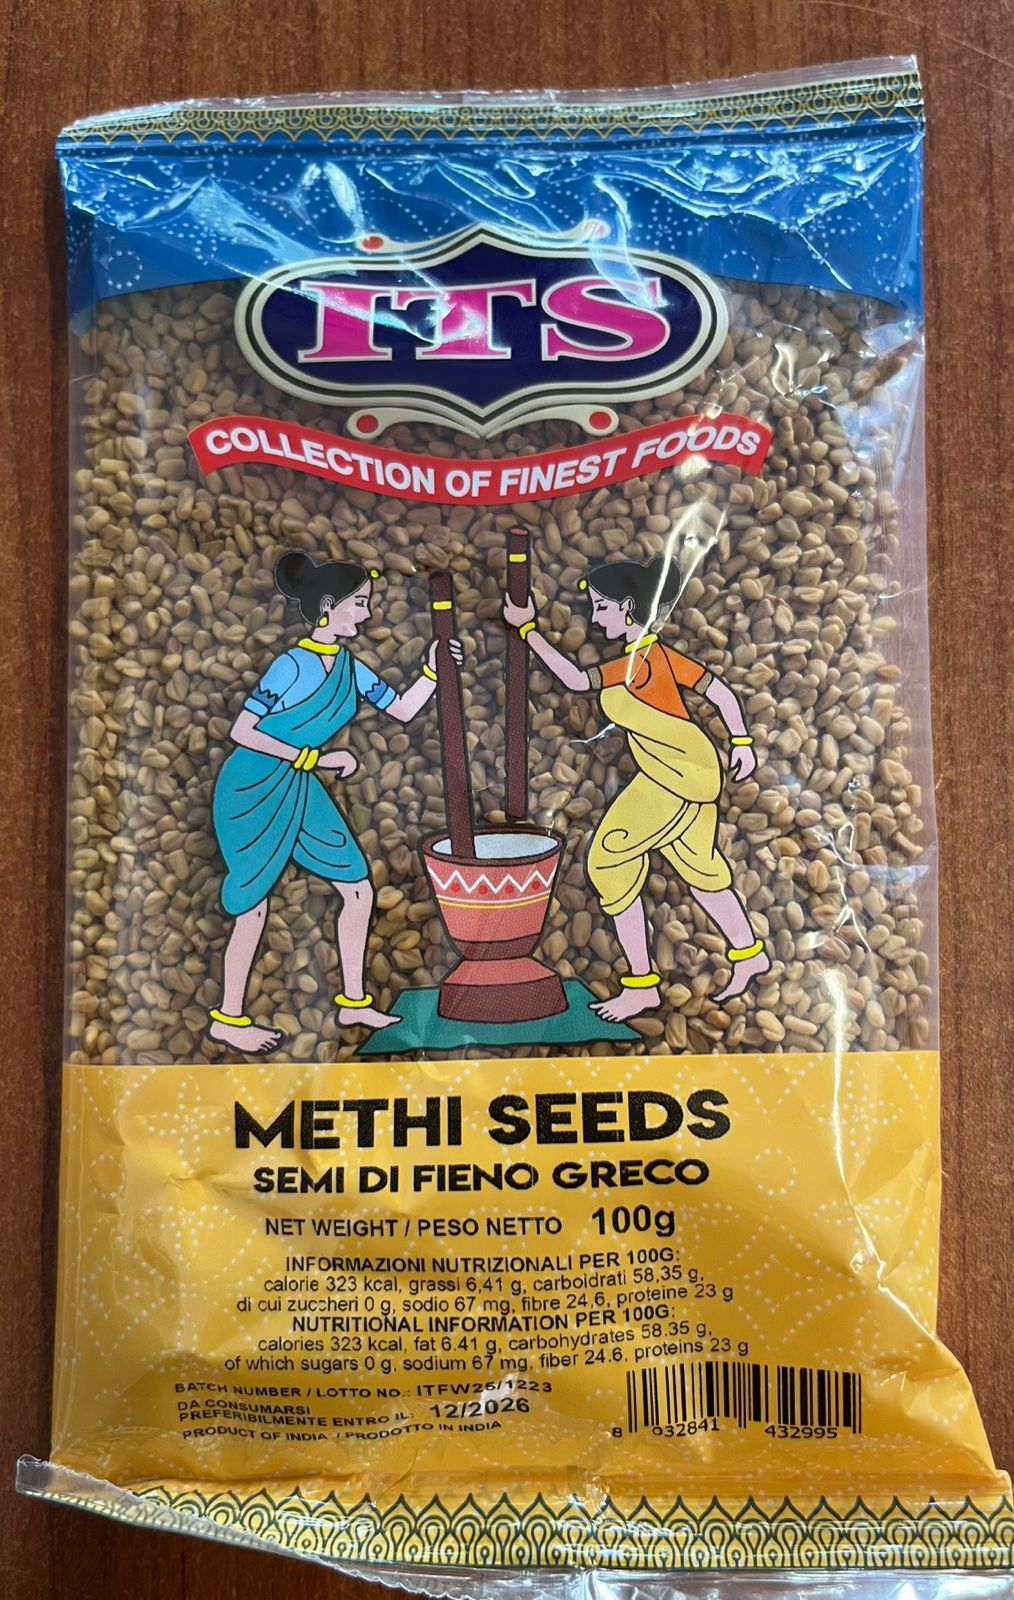 ITS
COLLECTION OF FINEST FOODS
METHI SEEDS
SEMI DI FIENO GRECO
NET WEIGHT / PESO NETTO 100g
INFORMAZIONI NUTRIZIONALI PER 100G:
calorie 323 kcal, grassi 6,41 g, carboidrati 58,35 g,
di cui zuccheri 0 g, sodio 67 mg, fibre 24,6, proteine 23 g
NUTRITIONAL INFORMATION PER 100G:
calories 323 kcal, fat 6.41 g, carbohydrates 58.35 g,
of which sugars 0 g, sodium 67 mg, fiber 24.6. proteins 23 g
BATCH NUMBER / LOTTO NO.: ITFW25/1223
DA CONSUMARSI
PREFERIBILMENTE ENTRO IL: 12/2026
PRODUCT OF INDIA / PRODOTTO IN INDIA
8 032841 432995